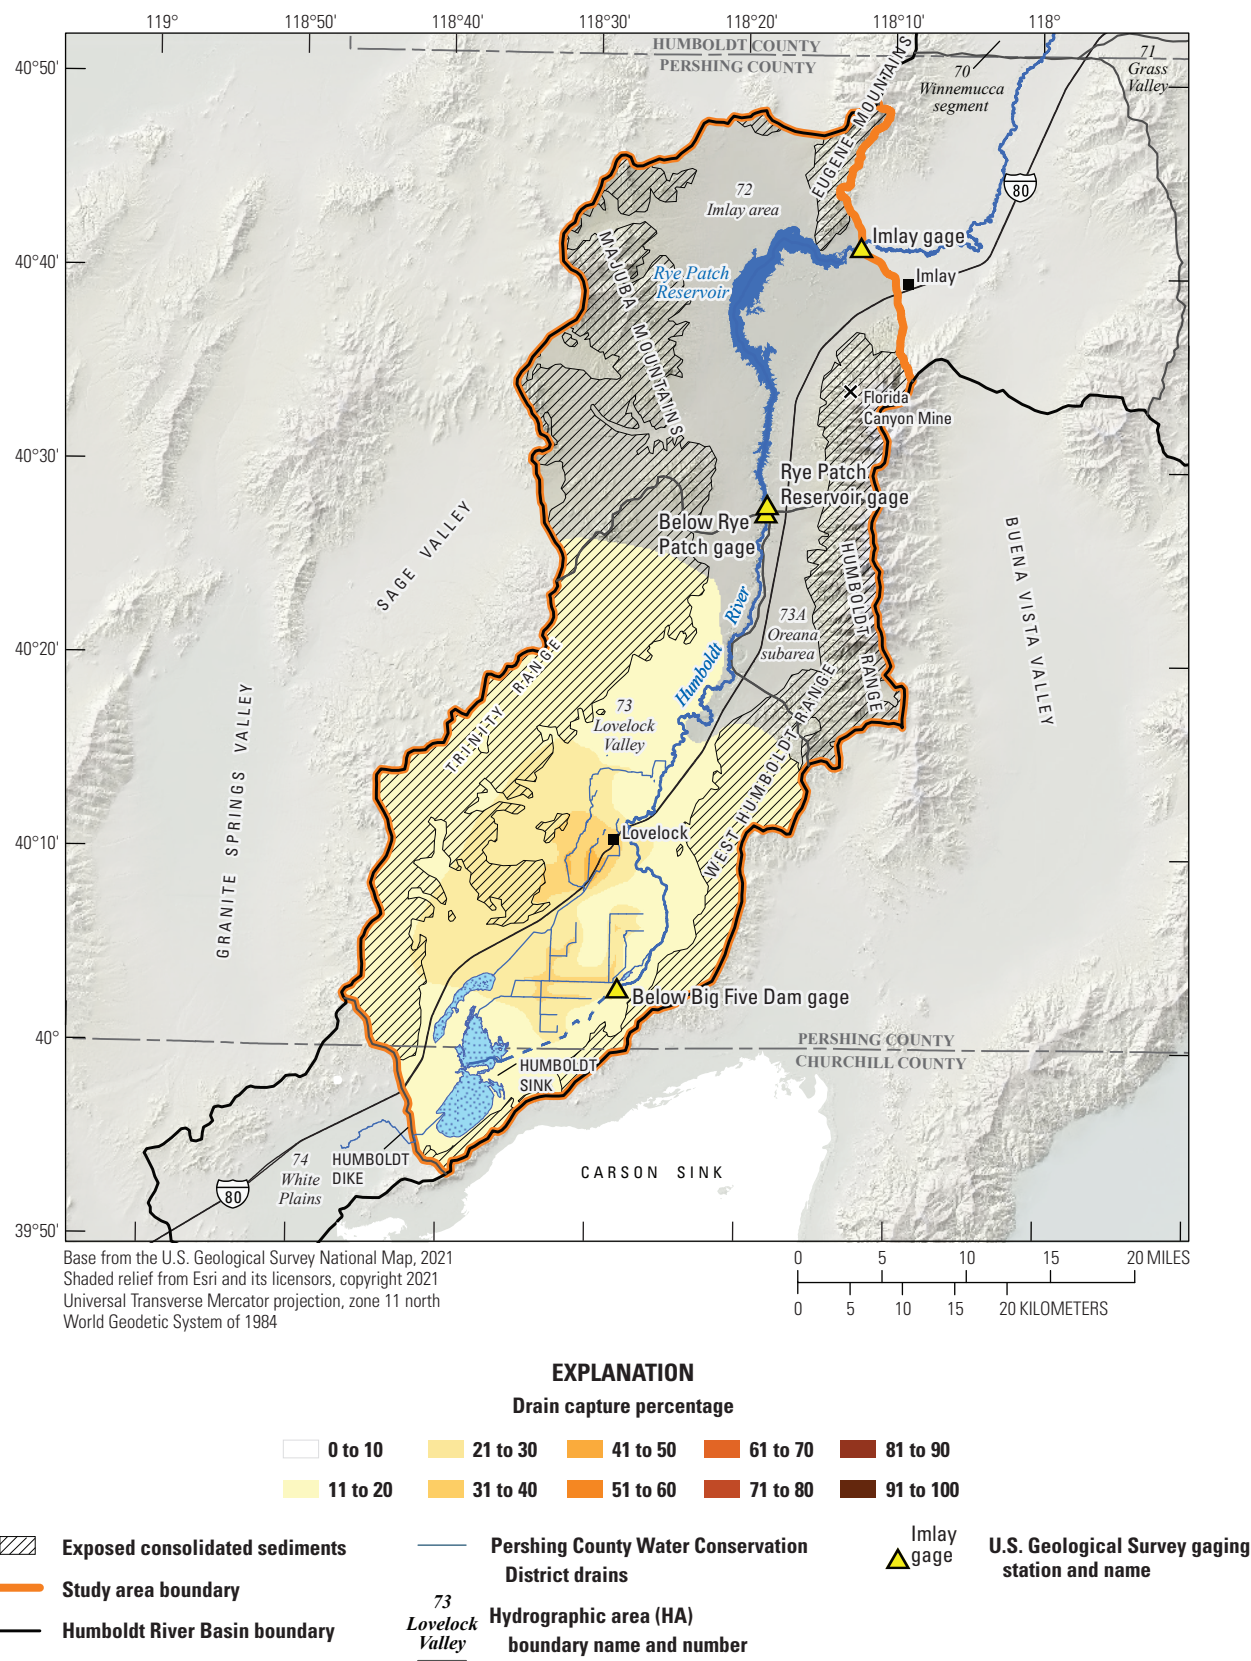 119°
118°50'
118°40'
118°30'
118°20'
118°10'
118°
40°50'
40°40'
40°30'
40°20'
40°10'
40°
39°50'
HUMBOLDT COUNTY
PERSHING COUNTY
70
Winnemucca
segment
71
Grass
Valley
EUGENE MOUNTAINS
80
72
Imlay area
Imlay gage
Imlay
MAJUBA MOUNTAINS
Rye Patch
Reservoir
Florida
Canyon Mine
Rye Patch
Reservoir gage
Below Rye
Patch gage
SAGE VALLEY
HUMBOLDT RANGE
BUENA VISTA VALLEY
Humboldt River
73A
Oreana
subarea
TRINITY RANGE
73
Lovelock
Valley
WEST HUMBOLDT RANGE
GRANITE SPRINGS VALLEY
Lovelock
Below Big Five Dam gage
PERSHING COUNTY
CHURCHILL COUNTY
HUMBOLDT
SINK
HUMBOLDT
DIKE
74
White
Plains
80
CARSON SINK
Base from the U.S. Geological Survey National Map, 2021
Shaded relief from Esri and its licensors, copyright 2021
Universal Transverse Mercator projection, zone 11 north
World Geodetic System of 1984
0 5 10 15 20 MILES
0 5 10 15 20 KILOMETERS
EXPLANATION
Drain capture percentage
0 to 10
21 to 30
41 to 50
61 to 70
81 to 90
11 to 20
31 to 40
51 to 60
71 to 80
91 to 100
Exposed consolidated sediments
Study area boundary
Humboldt River Basin boundary
Pershing County Water Conservation
District drains
73
Lovelock
Valley
Hydrographic area (HA)
boundary name and number
Imlay
gage
U.S. Geological Survey gaging
station and name